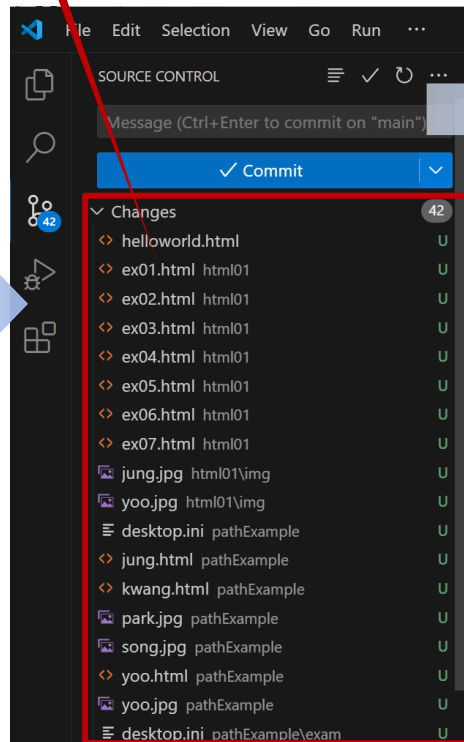 File Edit Selection View Go Run ···
SOURCE CONTROL
Message (Ctrl+Enter to commit on "main")
Commit
42
Changes 42
helloworld.html U
ex01.html html01 U
ex02.html html01 U
ex03.html html01 U
ex04.html html01 U
ex05.html html01 U
ex06.html html01 U
ex07.html html01 U
jung.jpg html01\img U
yoo.jpg html01\img U
desktop.ini pathExample U
jung.html pathExample U
kwang.html pathExample U
park.jpg pathExample U
song.jpg pathExample U
yoo.html pathExample U
yoo.jpg pathExample U
desktop.ini pathExample\exam U